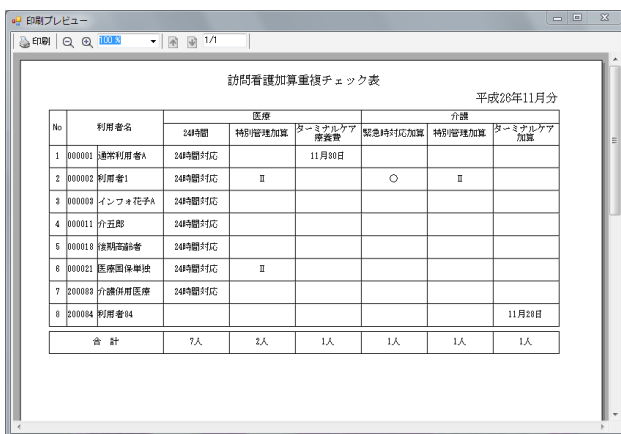 印刷プレビュー
印刷 100 % 1/1
訪問看護加算重複チェック表
平成26年11月分
No 利用者名 医療 介護
24時間 特別管理加算 ターミナルケア療養費 緊急時対応加算 特別管理加算 ターミナルケア加算
1 000001 通常利用者A 24時間対応 11月30日
2 000002 利用者1 24時間対応 Ⅱ ○ Ⅱ
3 000003 インフォ花子A 24時間対応
4 000011 介五郎 24時間対応
5 000018 後期高齢者 24時間対応
6 000021 医療国保単独 24時間対応 Ⅱ
7 200083 介護併用医療 24時間対応
8 200084 利用者84 11月28日
合計 7人 2人 1人 1人 1人 1人